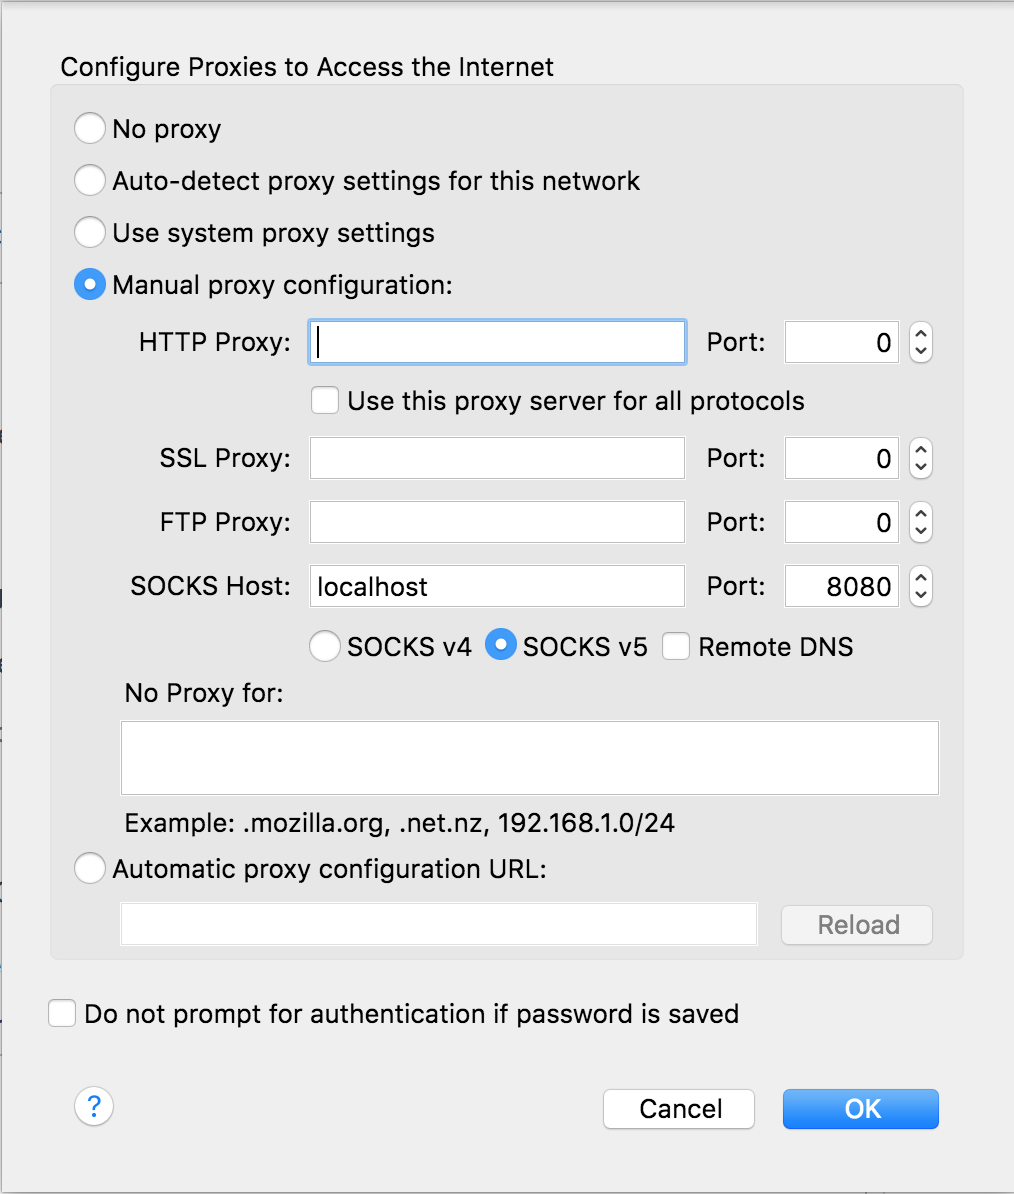 Configure Proxies to Access the Internet
No proxy
Auto-detect proxy settings for this network
Use system proxy settings
Manual proxy configuration:
HTTP Proxy: Port: 0
Use this proxy server for all protocols
SSL Proxy: Port: 0
FTP Proxy: Port: 0
SOCKS Host: localhost Port: 8080
SOCKS v4 SOCKS v5 Remote DNS
No Proxy for:
Example: .mozilla.org, .net.nz, 192.168.1.0/24
Automatic proxy configuration URL:
Reload
Do not prompt for authentication if password is saved
? Cancel OK